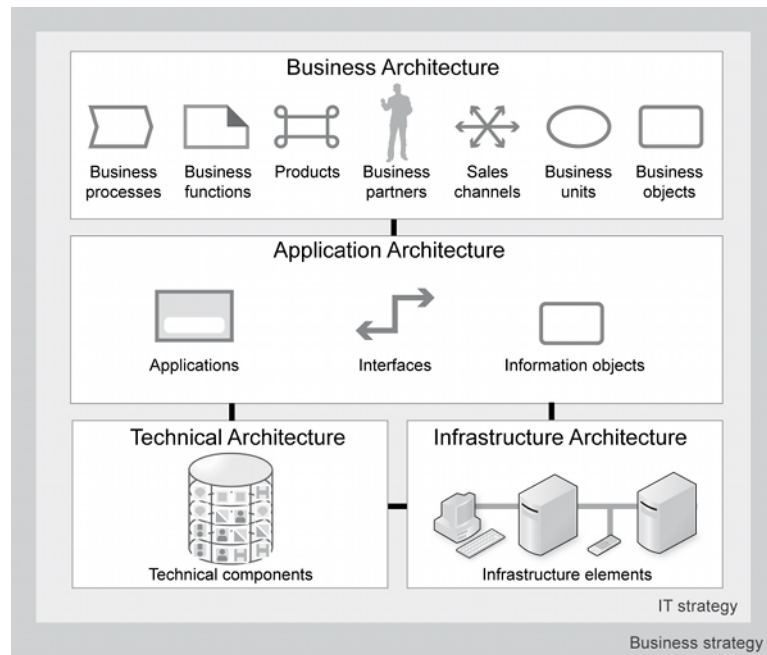 Business Architecture
Business processes
Business functions
Products
Business partners
Sales channels
Business units
Business objects
Application Architecture
Applications
Interfaces
Information objects
Technical Architecture
Technical components
Infrastructure Architecture
Infrastructure elements
IT strategy
Business strategy